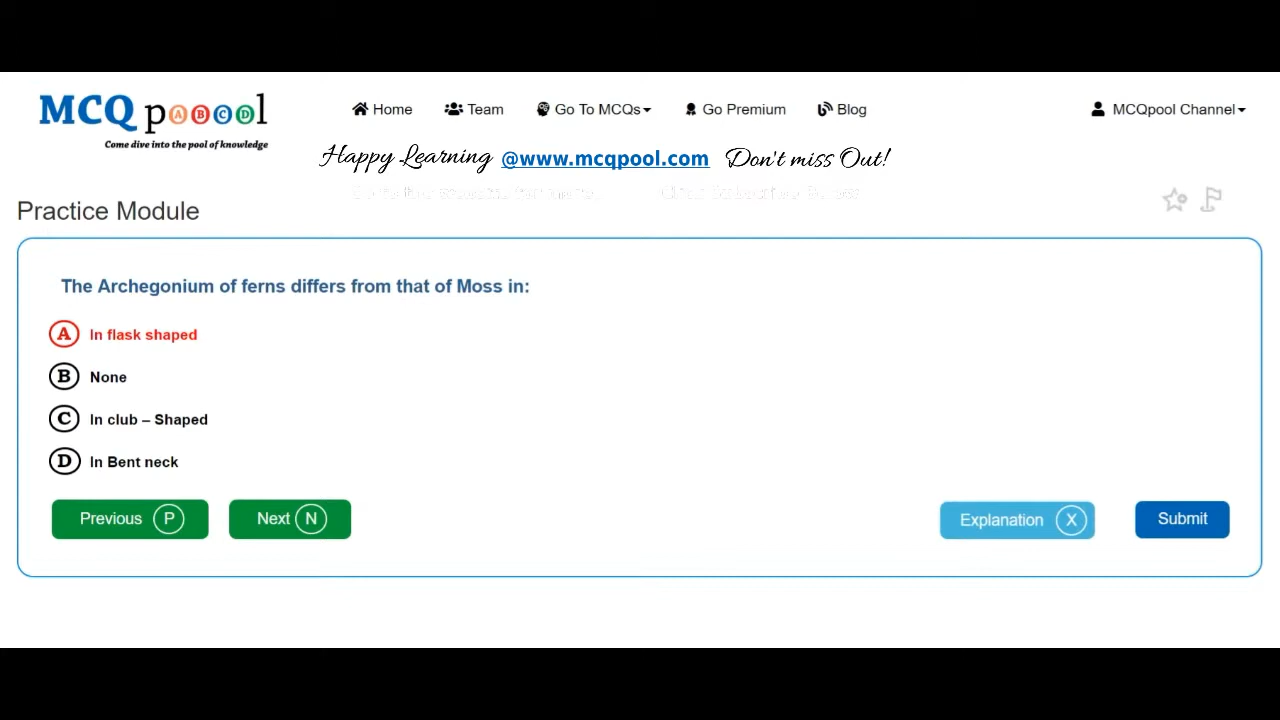 MCQ pABCDl
Come dive into the pool of knowledge
Home Team Go To MCQs Go Premium Blog MCQpool Channel
Happy Learning @www.mcqpool.com Don't miss Out!
Practice Module
The Archegonium of ferns differs from that of Moss in:
A In flask shaped
B None
C In club – Shaped
D In Bent neck
Previous P Next N Explanation X Submit